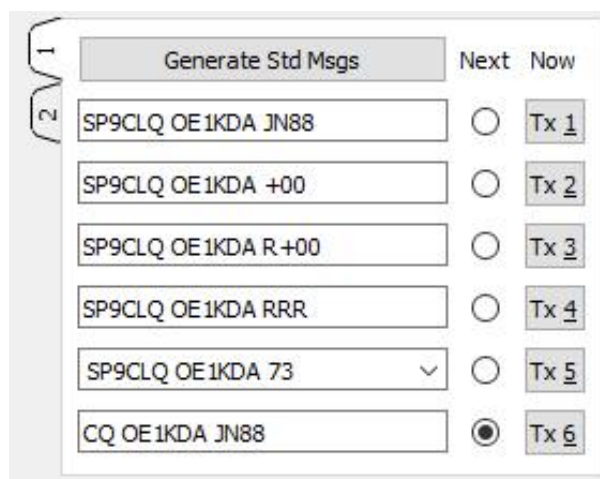 1
Generate Std Msgs Next Now
2
SP9CLQ OE1KDA JN88 Tx 1
SP9CLQ OE1KDA +00 Tx 2
SP9CLQ OE1KDA R+00 Tx 3
SP9CLQ OE1KDA RRR Tx 4
SP9CLQ OE1KDA 73 Tx 5
CQ OE1KDA JN88 Tx 6